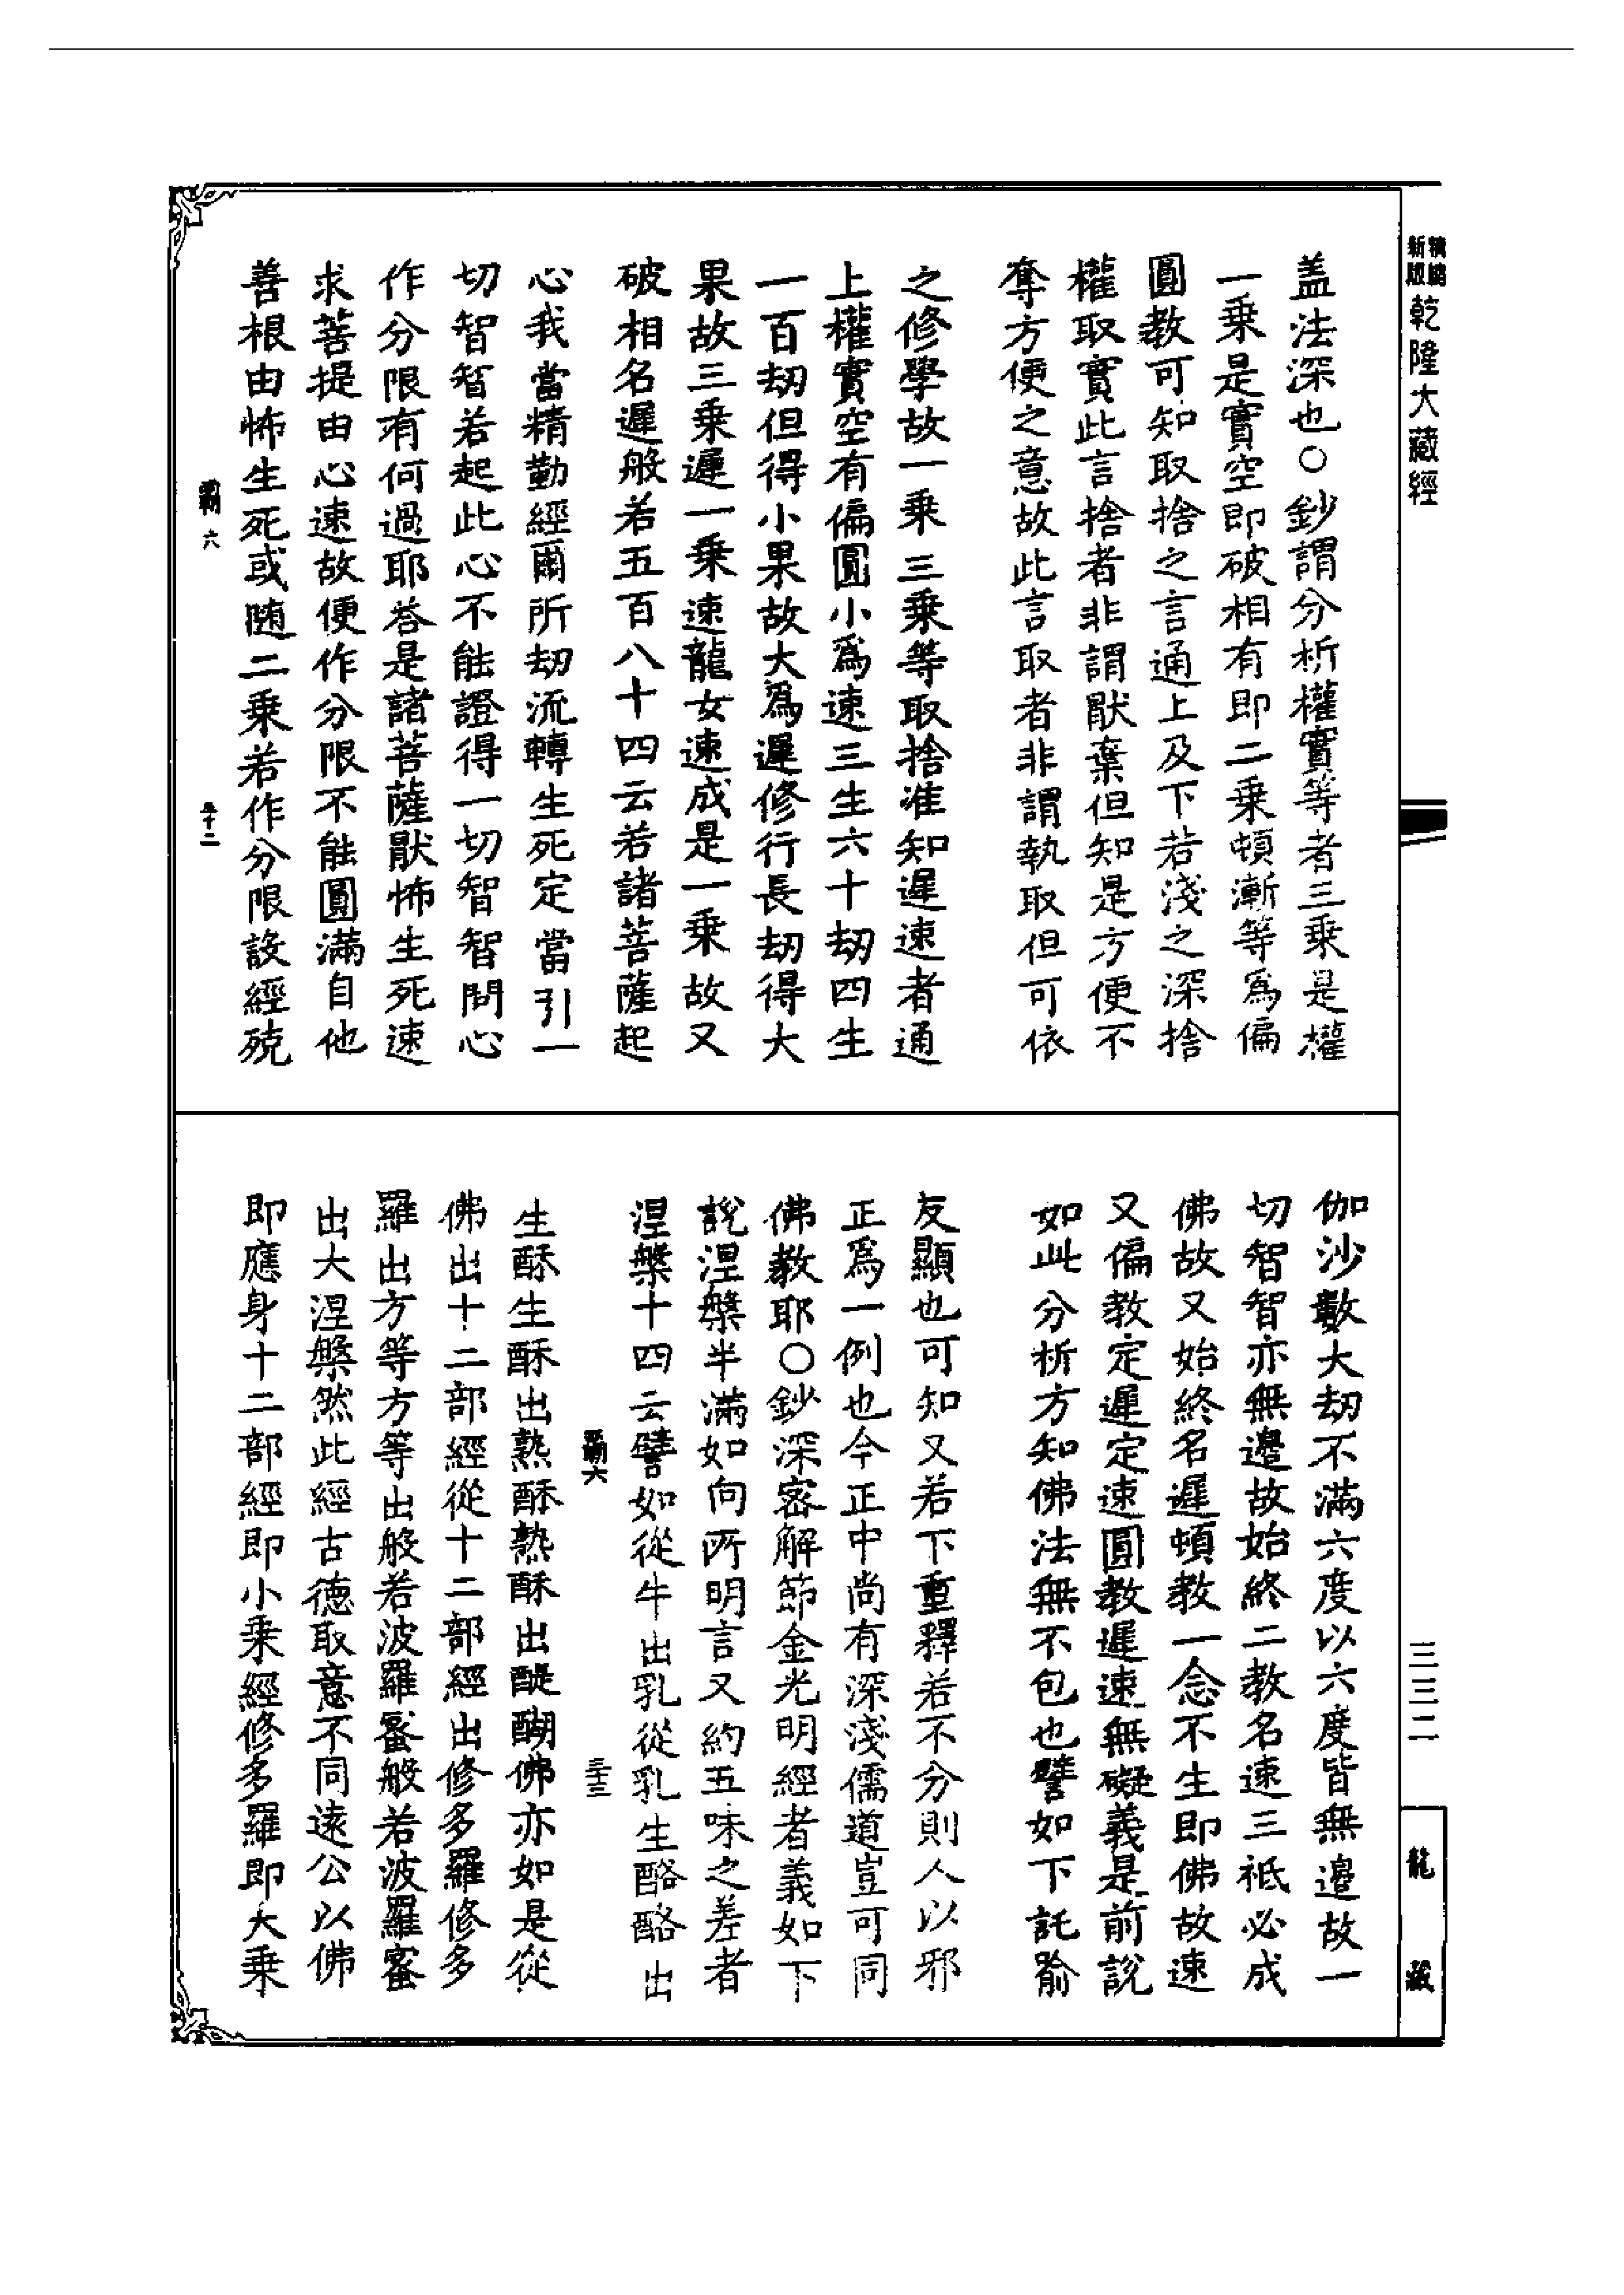 新版
精編
乾隆大藏經
盖法深也○鈔謂分析權實等者三乘是權
一乘是實空即破相有即二乘頓漸等爲偏
圓教可知取捨之言通上及下若淺之深捨
權取實此言捨者非謂猒棄但知是方便不
奪方便之意故此言取者非謂執取但可依
之修學故一乘三乘等取捨准知遲速者通
上權實空有偏圓小爲速三生六十劫四生
一百劫但得小果故大爲遲修行長劫得大
果故三乘遲一乘速龍女速成是一乘故又
破相名遲般若五百八十四云若諸菩薩起
心我當精勤經爾所劫流轉生死定當引一
切智智若起此心不能證得一切智智問心
作分限有何過耶荅是諸菩薩猒怖生死速
求菩提由心速故便作分限不能圓滿自他
善根由怖生死或随二乘若作分限設經殑
霸六
三十二
伽沙數大劫不滿六度以六度皆無邊故一
切智智亦無邊故始終二教名速三祇必成
佛故又始終名遲頓教一念不生即佛故速
又偏教定遲定速圓教遲速無礙義是前說
如此分析方知佛法無不包也譬如下託喻
友顯也可知又若下重釋若不分則人以邪
正爲一例也今正中尚有深淺儒道豈可同
佛教耶○鈔深密解節金光明經者義如下
說涅槃半滿如向所明言又約五味之差者
涅槃十四云譬如從牛出乳從乳生酪酪出
霸六
三十三
生酥生酥出熟酥熟酥出醍醐佛亦如是從
佛出十二部經從十二部經出修多羅修多
羅出方等方等出般若波羅蜜般若波羅蜜
出大涅槃然此經古德取意不同遠公以佛
即應身十二部經即小乘經修多羅即大乘
三三二
龍藏